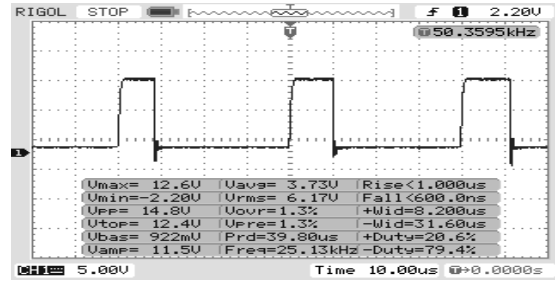 RIGOL STOP f 1 2.20V
T 50.3595kHz
T
1
Vmax= 12.6V Vavg= 3.73V Rise<1.000us
Vmin=-2.20V Vrms= 6.17V Fall<600.0ns
Vpp= 14.8V Vovr=1.3% +Wid=8.200us
Vtop= 12.4V Vpre=1.3% -Wid=31.60us
Vbas= 922mV Prd=39.80us +Duty=20.6%
Vamp= 11.5V Freq=25.13kHz -Duty=79.4%
CH1 5.00V Time 10.00us T→0.0000s